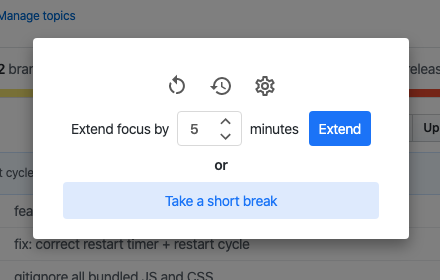 Manage topics
2 bran
releas
Extend focus by 5 minutes Extend
Up
or
t cycle
Take a short break
fea
fix: correct restart timer + restart cycle
gitignore all bundled JS and CSS